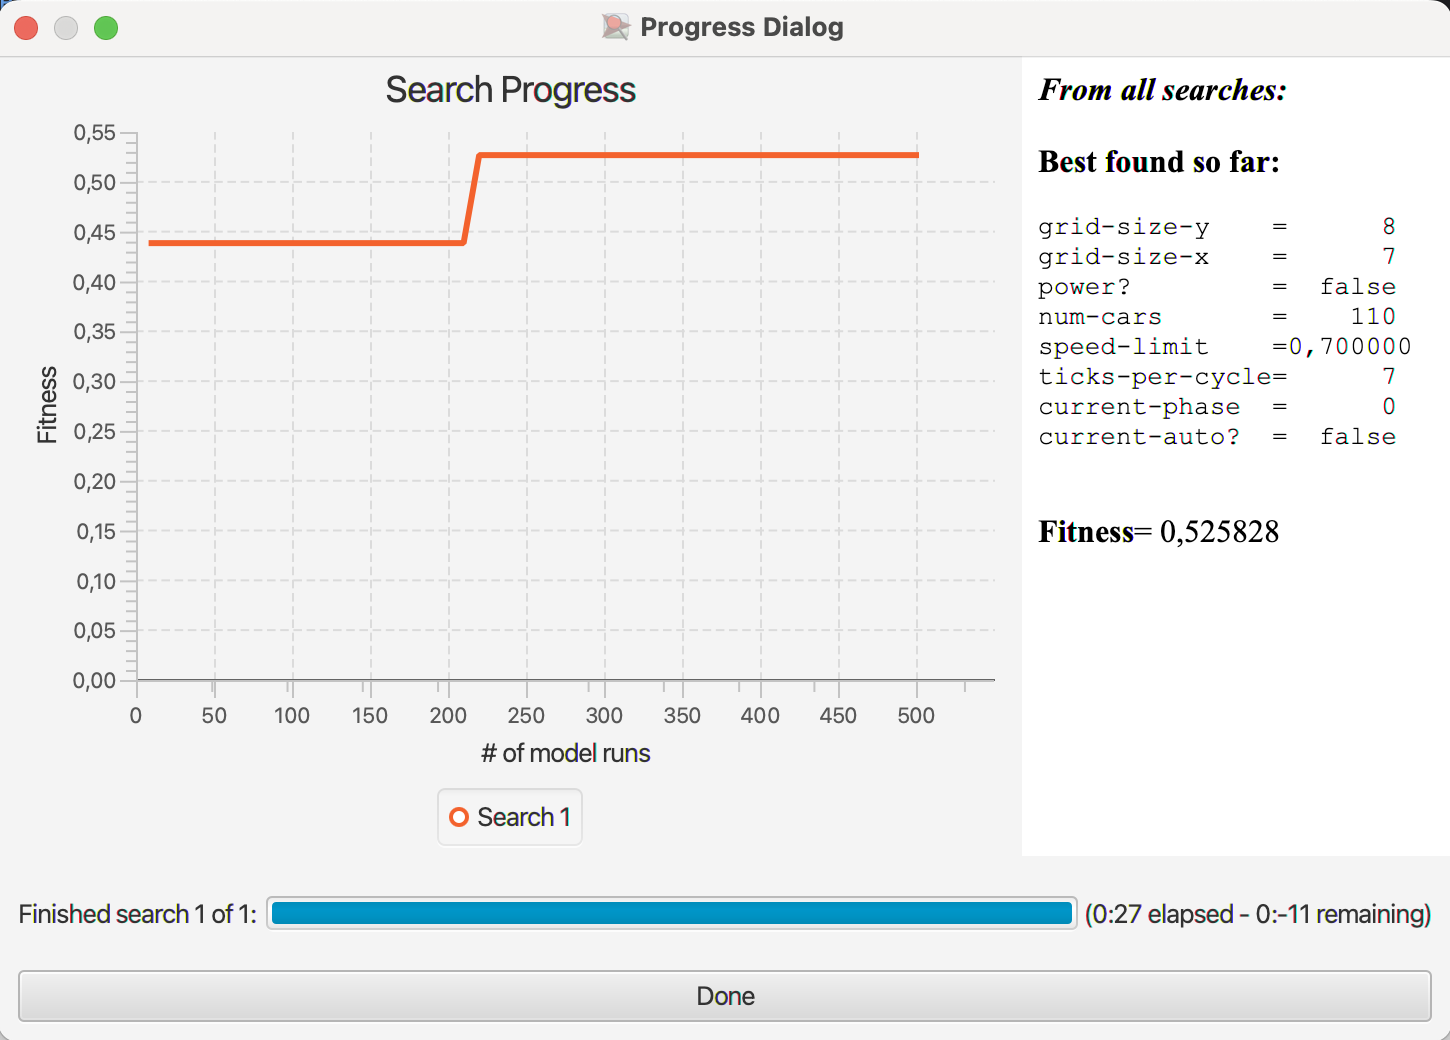 Progress Dialog
Search Progress
0,55
0,50
0,45
0,40
0,35
0,30
0,25
0,20
0,15
0,10
0,05
0,00
Fitness
0 50 100 150 200 250 300 350 400 450 500
# of model runs
Search 1
From all searches:
Best found so far:
grid-size-y = 8
grid-size-x = 7
power? = false
num-cars = 110
speed-limit =0,700000
ticks-per-cycle= 7
current-phase = 0
current-auto? = false
Fitness= 0,525828
Finished search 1 of 1: (0:27 elapsed - 0:-11 remaining)
Done